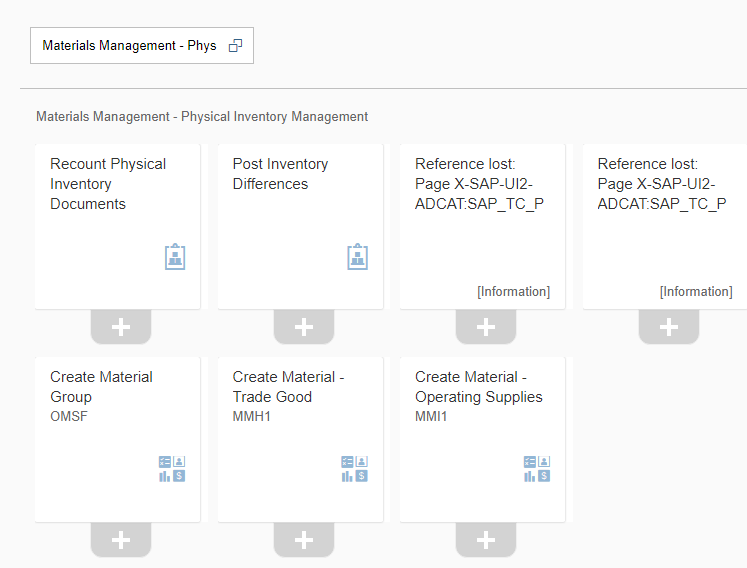 Materials Management - Phys
Materials Management - Physical Inventory Management
Recount Physical
Inventory
Documents
Post Inventory
Differences
Reference lost:
Page X-SAP-UI2-
ADCAT:SAP_TC_P
[Information]
Reference lost:
Page X-SAP-UI2-
ADCAT:SAP_TC_P
[Information]
Create Material
Group
OMSF
Create Material -
Trade Good
MMH1
Create Material -
Operating Supplies
MMI1